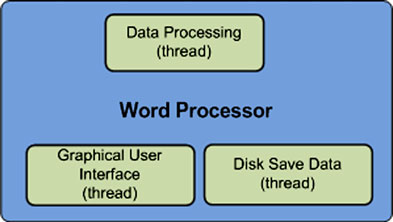 Data Processing
(thread)
Word Processor
Graphical User
Interface
(thread)
Disk Save Data
(thread)